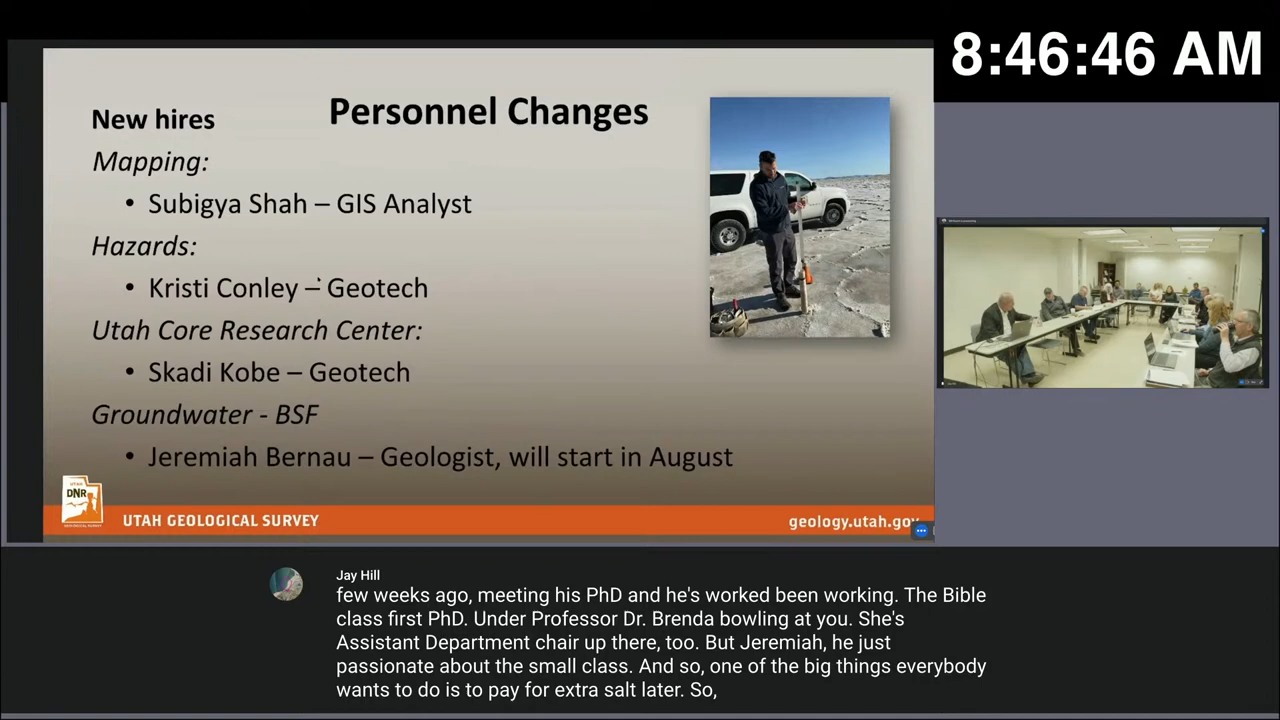 8:46:46 AM
Personnel Changes
New hires
Mapping:
• Subigya Shah – GIS Analyst
Hazards:
• Kristi Conley – Geotech
Utah Core Research Center:
• Skadi Kobe – Geotech
Groundwater - BSF
• Jeremiah Bernau – Geologist, will start in August
UTAH
DNR
UTAH GEOLOGICAL SURVEY
geology.utah.gov
Jay Hill
few weeks ago, meeting his PhD and he's worked been working. The Bible
class first PhD. Under Professor Dr. Brenda bowling at you. She's
Assistant Department chair up there, too. But Jeremiah, he just
passionate about the small class. And so, one of the big things everybody
wants to do is to pay for extra salt later. So,